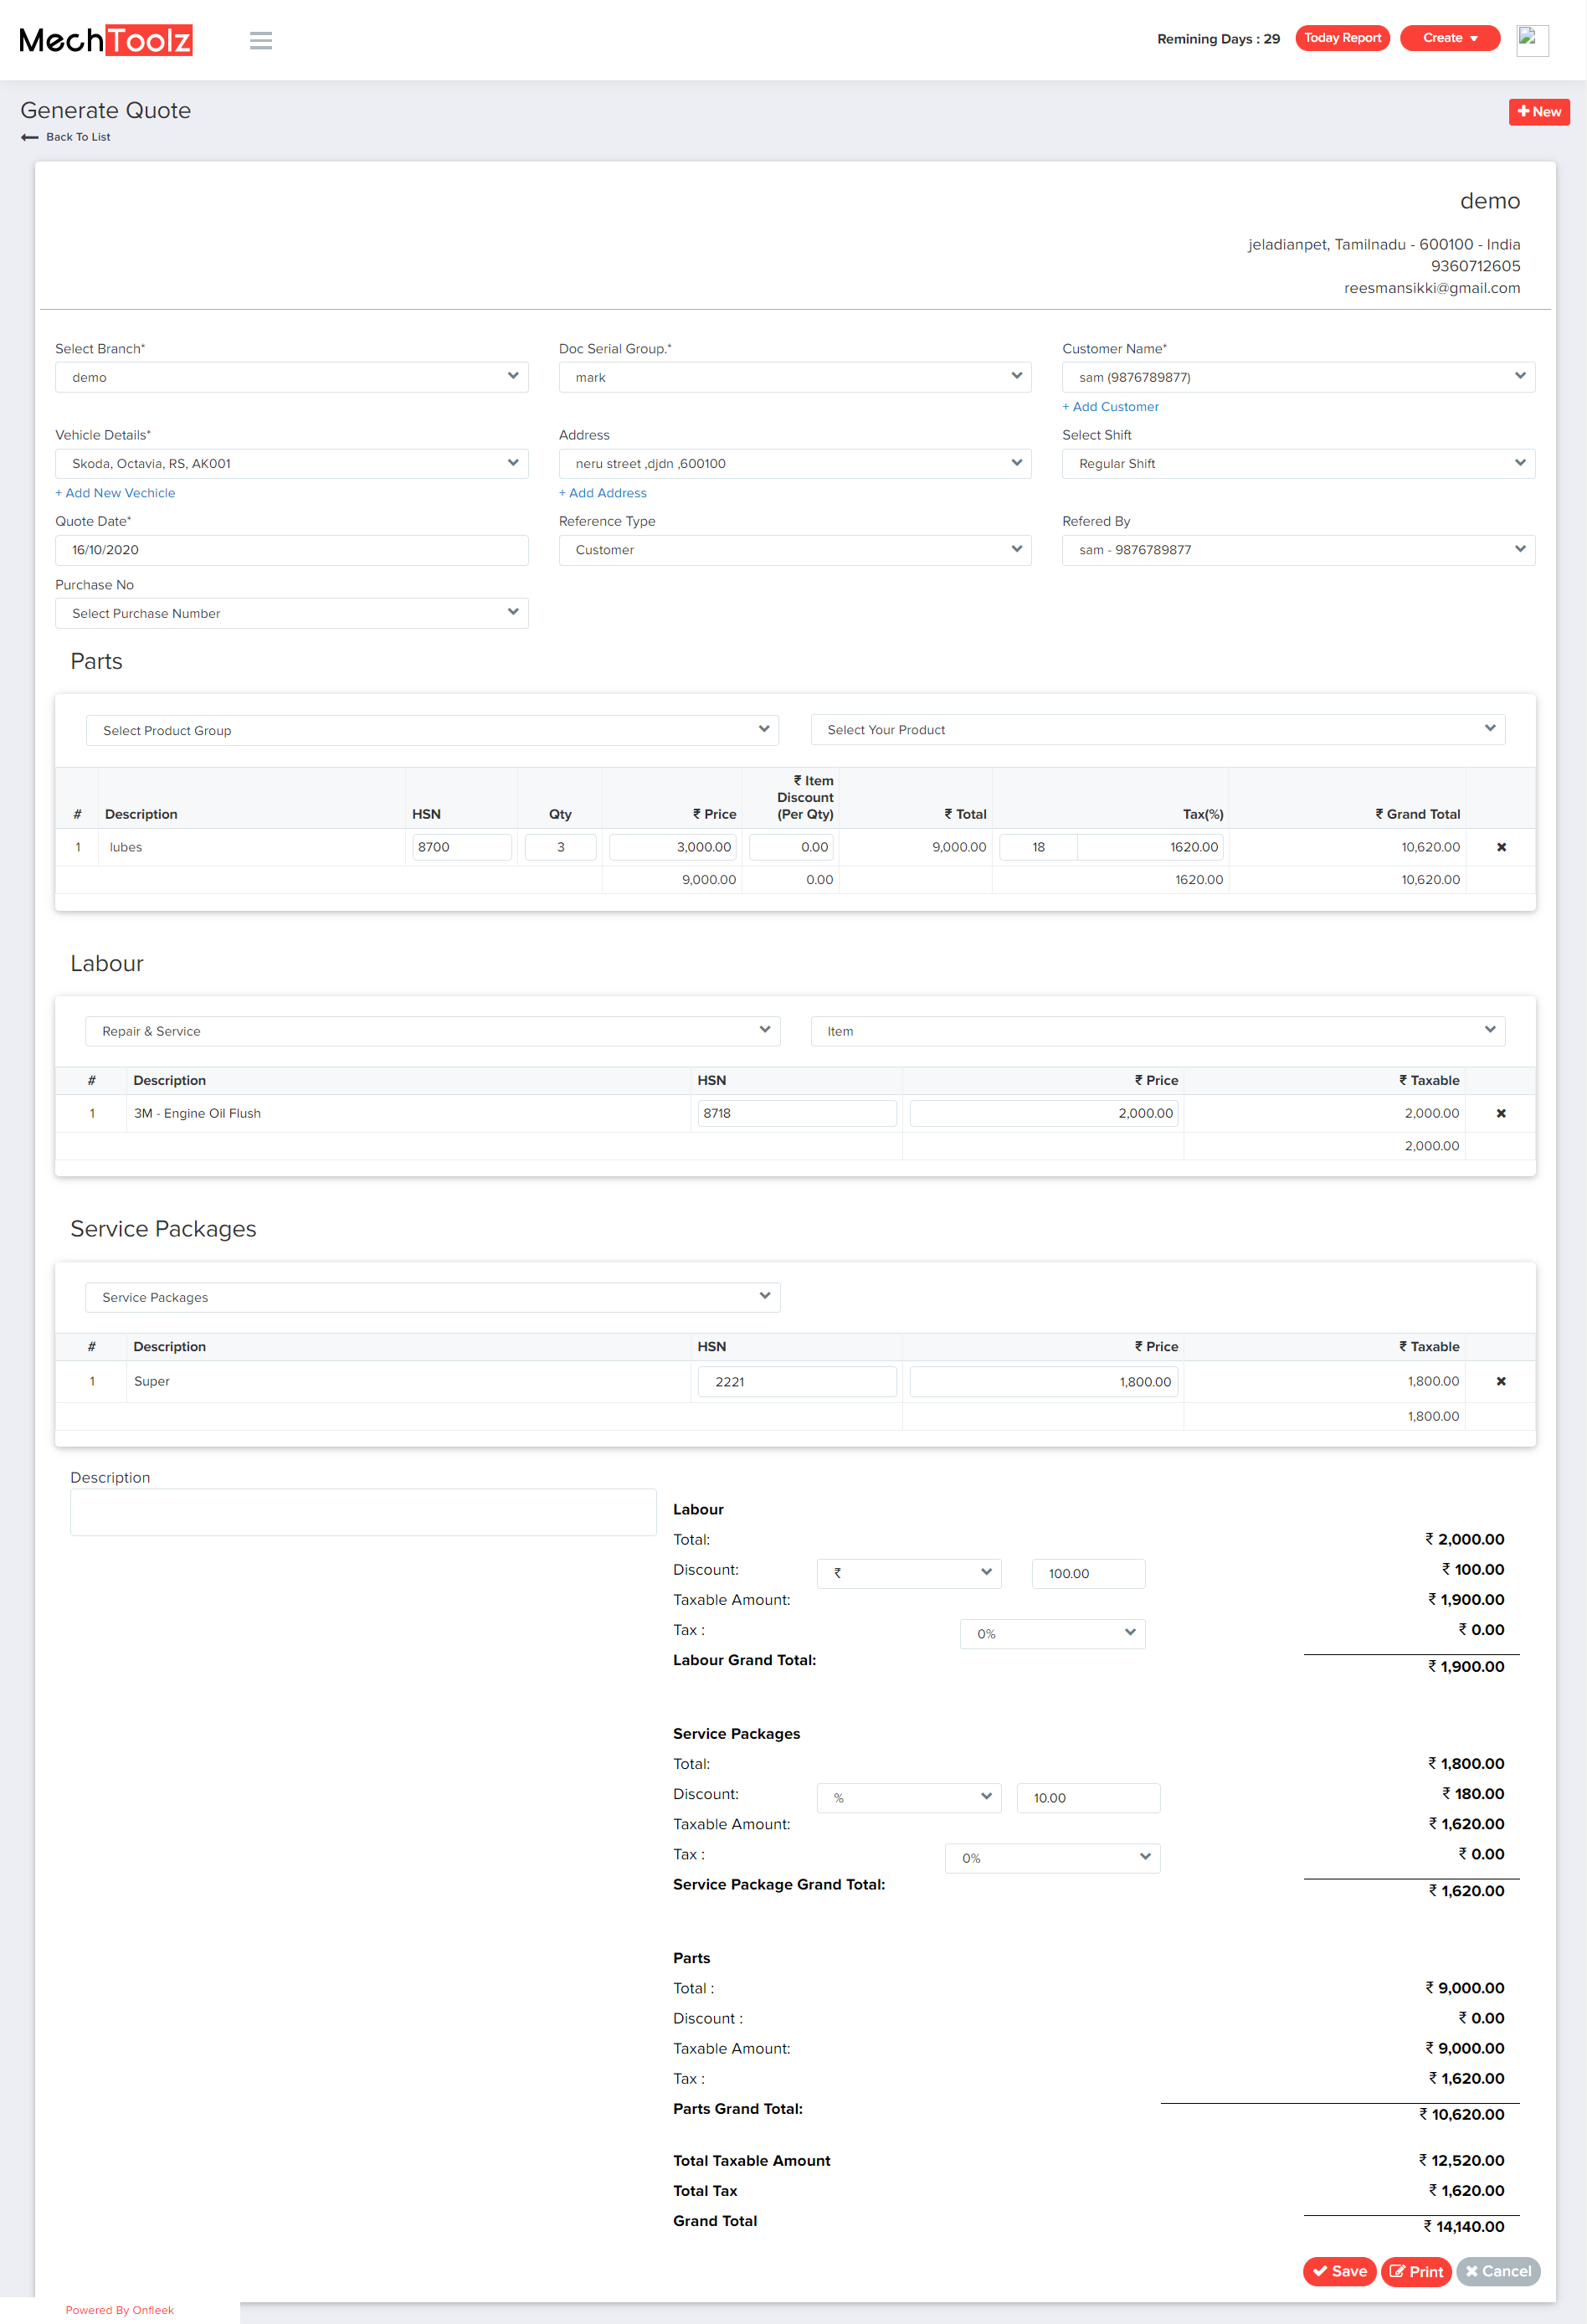 MechToolz
Remining Days : 29 Today Report Create
Generate Quote
+ New
Back To List
demo
jeladianpet, Tamilnadu - 600100 - India
9360712605
reesmansikki@gmail.com
Select Branch* Doc Serial Group.* Customer Name*
demo mark sam (9876789877)
+ Add Customer
Vehicle Details* Address Select Shift
Skoda, Octavia, RS, AK001 neru street ,djdn ,600100 Regular Shift
+ Add New Vechicle + Add Address
Quote Date* Reference Type Refered By
16/10/2020 Customer sam - 9876789877
Purchase No
Select Purchase Number
Parts
Select Product Group Select Your Product
# Description HSN Qty ₹ Price ₹ Item Discount (Per Qty) ₹ Total Tax(%) ₹ Grand Total
1 lubes 8700 3 3,000.00 0.00 9,000.00 18 1620.00 10,620.00
9,000.00 0.00 1620.00 10,620.00
Labour
Repair & Service Item
# Description HSN ₹ Price ₹ Taxable
1 3M - Engine Oil Flush 8718 2,000.00 2,000.00
2,000.00
Service Packages
Service Packages
# Description HSN ₹ Price ₹ Taxable
1 Super 2221 1,800.00 1,800.00
1,800.00
Description
Labour
Total: ₹ 2,000.00
Discount: ₹ 100.00 ₹ 100.00
Taxable Amount: ₹ 1,900.00
Tax : 0% ₹ 0.00
Labour Grand Total: ₹ 1,900.00
Service Packages
Total: ₹ 1,800.00
Discount: % 10.00 ₹ 180.00
Taxable Amount: ₹ 1,620.00
Tax : 0% ₹ 0.00
Service Package Grand Total: ₹ 1,620.00
Parts
Total : ₹ 9,000.00
Discount : ₹ 0.00
Taxable Amount: ₹ 9,000.00
Tax : ₹ 1,620.00
Parts Grand Total: ₹ 10,620.00
Total Taxable Amount ₹ 12,520.00
Total Tax ₹ 1,620.00
Grand Total ₹ 14,140.00
Save Print Cancel
Powered By Onfleek